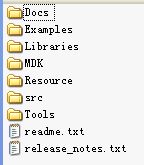 Docs
Examples
Libraries
MDK
Resource
src
Tools
readme.txt
release_notes.txt